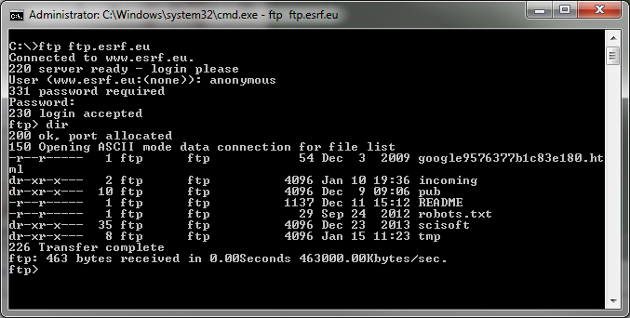 Administrator: C:\Windows\system32\cmd.exe - ftp  ftp.esrf.eu
C:\>ftp ftp.esrf.eu
Connected to www.esrf.eu.
220 server ready - login please
User (www.esrf.eu:(none)): anonymous
331 password required
Password:
230 login accepted
ftp> dir
200 ok, port allocated
150 Opening ASCII mode data connection for file list
-r--r-----   1 ftp      ftp            54 Dec  3  2009 google9576377b1c83e180.ht
ml
dr-xr-x---   2 ftp      ftp          4096 Jan 10 19:36 incoming
dr-xr-x---  10 ftp      ftp          4096 Dec  9 09:06 pub
-r--r-----   1 ftp      ftp          1137 Dec 11 15:12 README
-r--r-----   1 ftp      ftp            29 Sep 24  2012 robots.txt
dr-xr-x---  35 ftp      ftp          4096 Dec 23  2013 scisoft
dr-xr-x---   8 ftp      ftp          4096 Jan 15 11:23 tmp
226 Transfer complete
ftp: 463 bytes received in 0.00Seconds 463000.00Kbytes/sec.
ftp>